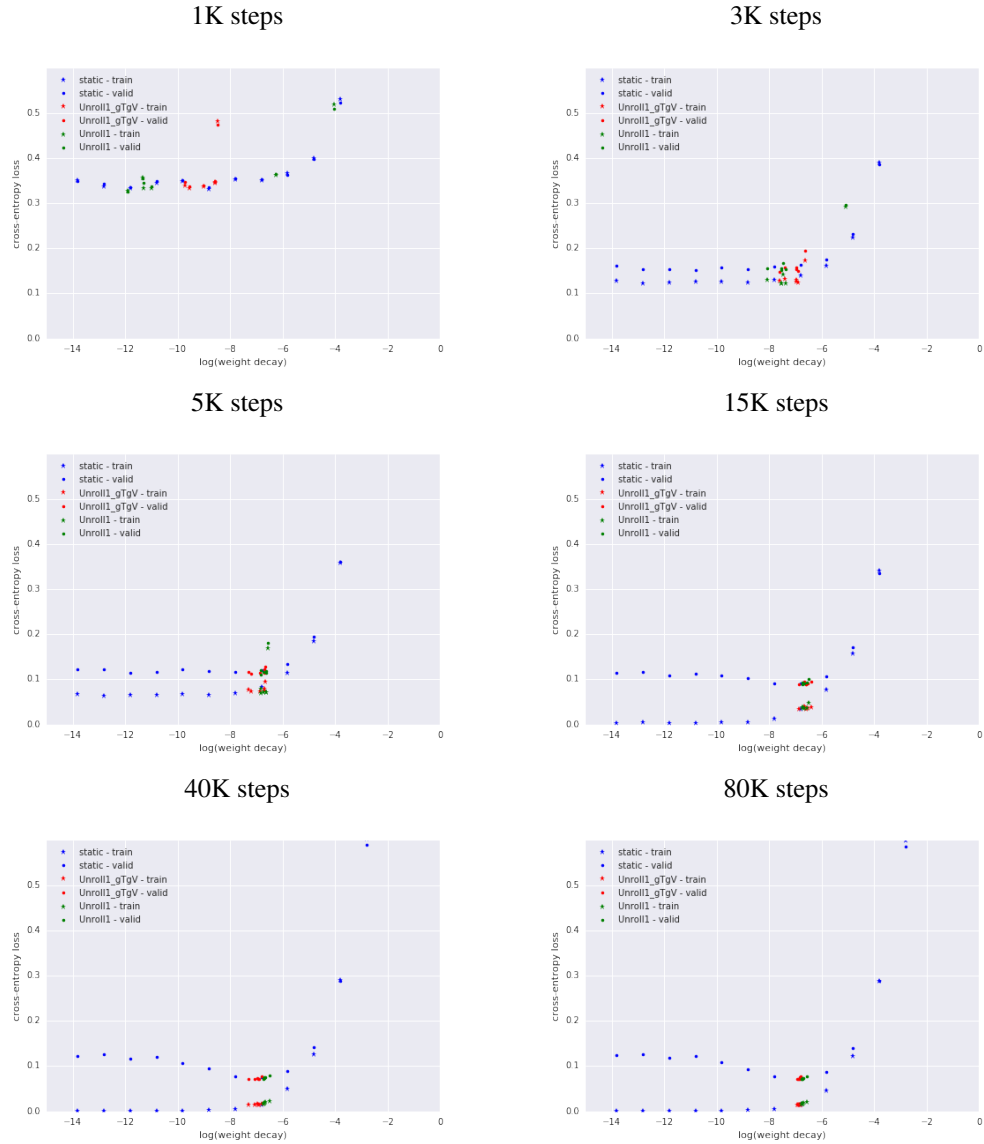 1K steps
3K steps
static - train
static - valid
Unroll1_gTgV - train
Unroll1_gTgV - valid
Unroll1 - train
Unroll1 - valid
0.5
0.4
0.3
0.2
0.1
0.0
cross-entropy loss
−14 −12 −10 −8 −6 −4 −2 0
log(weight decay)
static - train
static - valid
Unroll1_gTgV - train
Unroll1_gTgV - valid
Unroll1 - train
Unroll1 - valid
0.5
0.4
0.3
0.2
0.1
0.0
cross-entropy loss
−14 −12 −10 −8 −6 −4 −2 0
log(weight decay)
5K steps
15K steps
static - train
static - valid
Unroll1_gTgV - train
Unroll1_gTgV - valid
Unroll1 - train
Unroll1 - valid
0.5
0.4
0.3
0.2
0.1
0.0
cross-entropy loss
−14 −12 −10 −8 −6 −4 −2 0
log(weight decay)
static - train
static - valid
Unroll1_gTgV - train
Unroll1_gTgV - valid
Unroll1 - train
Unroll1 - valid
0.5
0.4
0.3
0.2
0.1
0.0
cross-entropy loss
−14 −12 −10 −8 −6 −4 −2 0
log(weight decay)
40K steps
80K steps
static - train
static - valid
Unroll1_gTgV - train
Unroll1_gTgV - valid
Unroll1 - train
Unroll1 - valid
0.5
0.4
0.3
0.2
0.1
0.0
cross-entropy loss
−14 −12 −10 −8 −6 −4 −2 0
log(weight decay)
static - train
static - valid
Unroll1_gTgV - train
Unroll1_gTgV - valid
Unroll1 - train
Unroll1 - valid
0.5
0.4
0.3
0.2
0.1
0.0
cross-entropy loss
−14 −12 −10 −8 −6 −4 −2 0
log(weight decay)